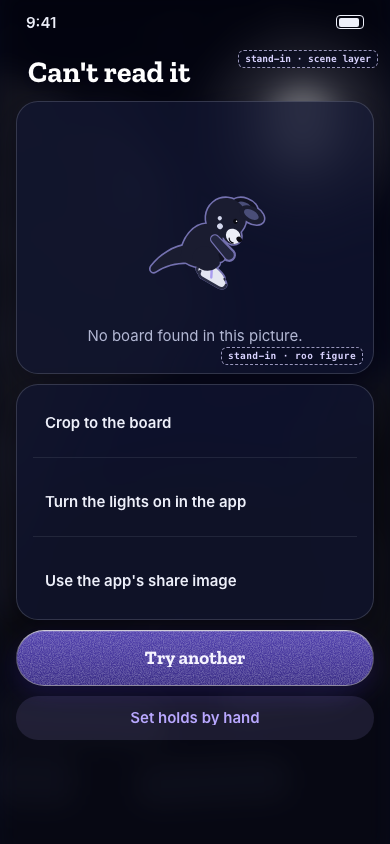 9:41
stand-in · scene layer
Can't read it
No board found in this picture.
stand-in · roo figure
Crop to the board
Turn the lights on in the app
Use the app's share image
Try another
Set holds by hand